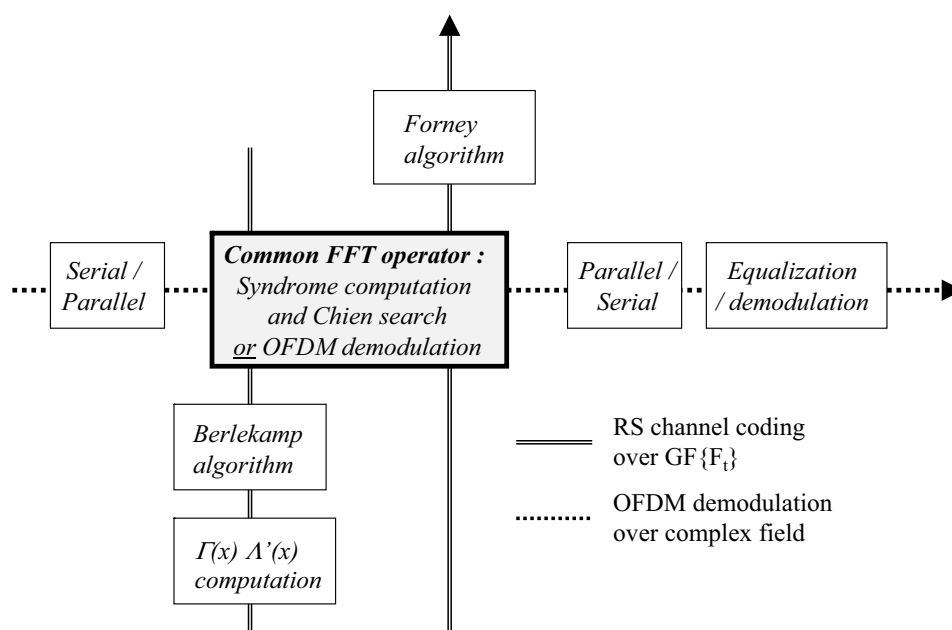 Forney
algorithm
Serial /
Parallel
Common FFT operator :
Syndrome computation
and Chien search
or OFDM demodulation
Parallel /
Serial
Equalization
/ demodulation
Berlekamp
algorithm
Γ(x) Λ’(x)
computation
RS channel coding
over GF{Fₜ}
OFDM demodulation
over complex field